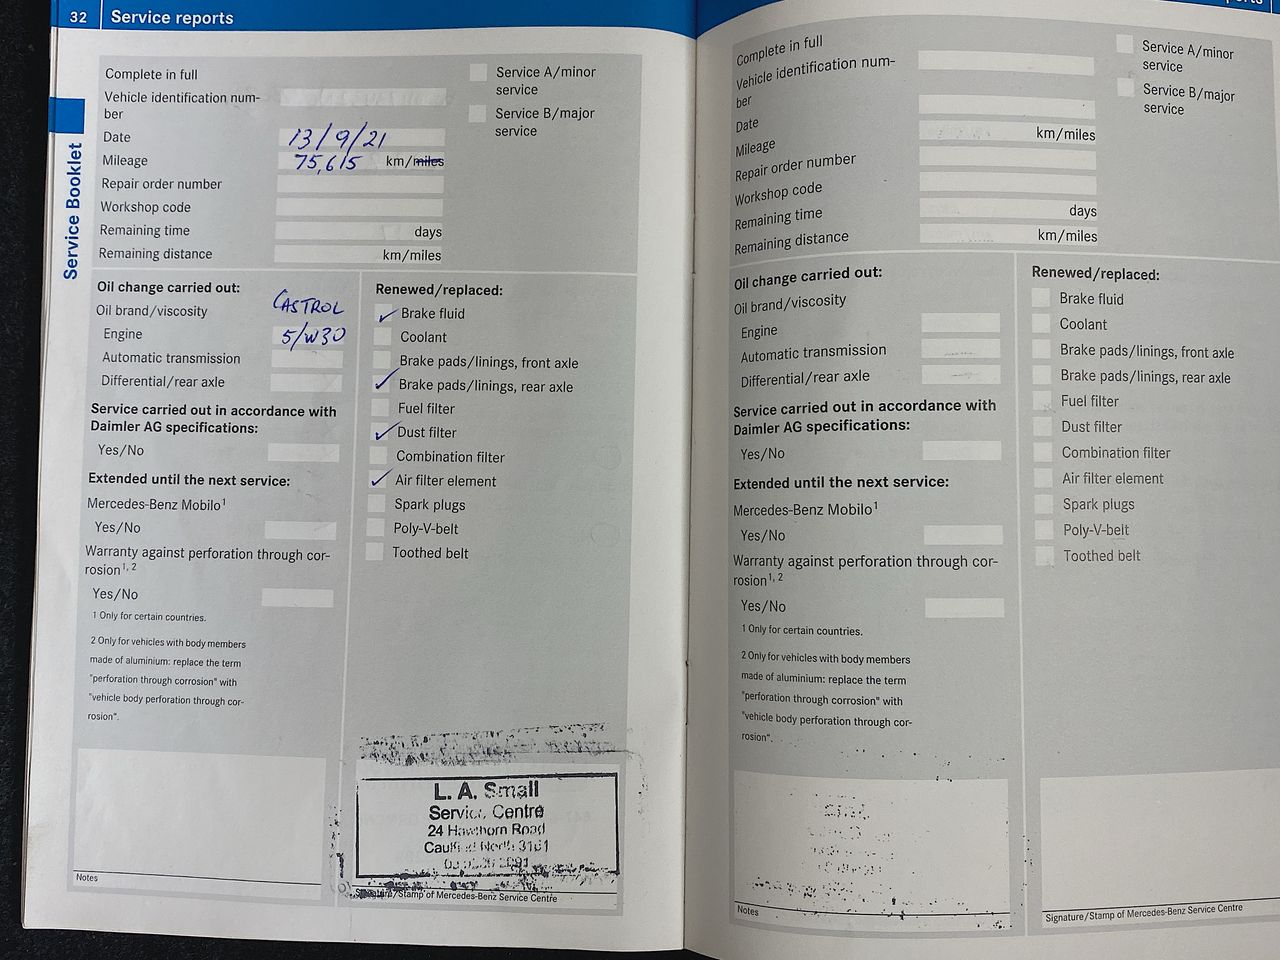 32 Service reports
Service Booklet
Complete in full
Vehicle identification num-
ber
Date 13/9/21
Mileage 75,615 km/miles
Repair order number
Workshop code
Remaining time days
Remaining distance km/miles
Service A/minor
service
Service B/major
service
Oil change carried out:
Oil brand/viscosity CASTROL
Engine 5/W30
Automatic transmission
Differential/rear axle
Service carried out in accordance with
Daimler AG specifications:
Yes/No
Extended until the next service:
Mercedes-Benz Mobilo1
Yes/No
Warranty against perforation through cor-
rosion1, 2
Yes/No
1 Only for certain countries.
2 Only for vehicles with body members
made of aluminium: replace the term
"perforation through corrosion" with
"vehicle body perforation through cor-
rosion".
Notes
Renewed/replaced:
Brake fluid
Coolant
Brake pads/linings, front axle
Brake pads/linings, rear axle
Fuel filter
Dust filter
Combination filter
Air filter element
Spark plugs
Poly-V-belt
Toothed belt
L. A. Small
Service Centre
24 Hawthorn Road
Caulfield North 3161
Signature/Stamp of Mercedes-Benz Service Centre
Complete in full
Vehicle identification num-
ber
Date
Mileage km/miles
Repair order number
Workshop code
Remaining time days
Remaining distance km/miles
Service A/minor
service
Service B/major
service
Oil change carried out:
Oil brand/viscosity
Engine
Automatic transmission
Differential/rear axle
Service carried out in accordance with
Daimler AG specifications:
Yes/No
Extended until the next service:
Mercedes-Benz Mobilo1
Yes/No
Warranty against perforation through cor-
rosion1, 2
Yes/No
1 Only for certain countries.
2 Only for vehicles with body members
made of aluminium: replace the term
"perforation through corrosion" with
"vehicle body perforation through cor-
rosion".
Notes
Renewed/replaced:
Brake fluid
Coolant
Brake pads/linings, front axle
Brake pads/linings, rear axle
Fuel filter
Dust filter
Combination filter
Air filter element
Spark plugs
Poly-V-belt
Toothed belt
Signature/Stamp of Mercedes-Benz Service Centre